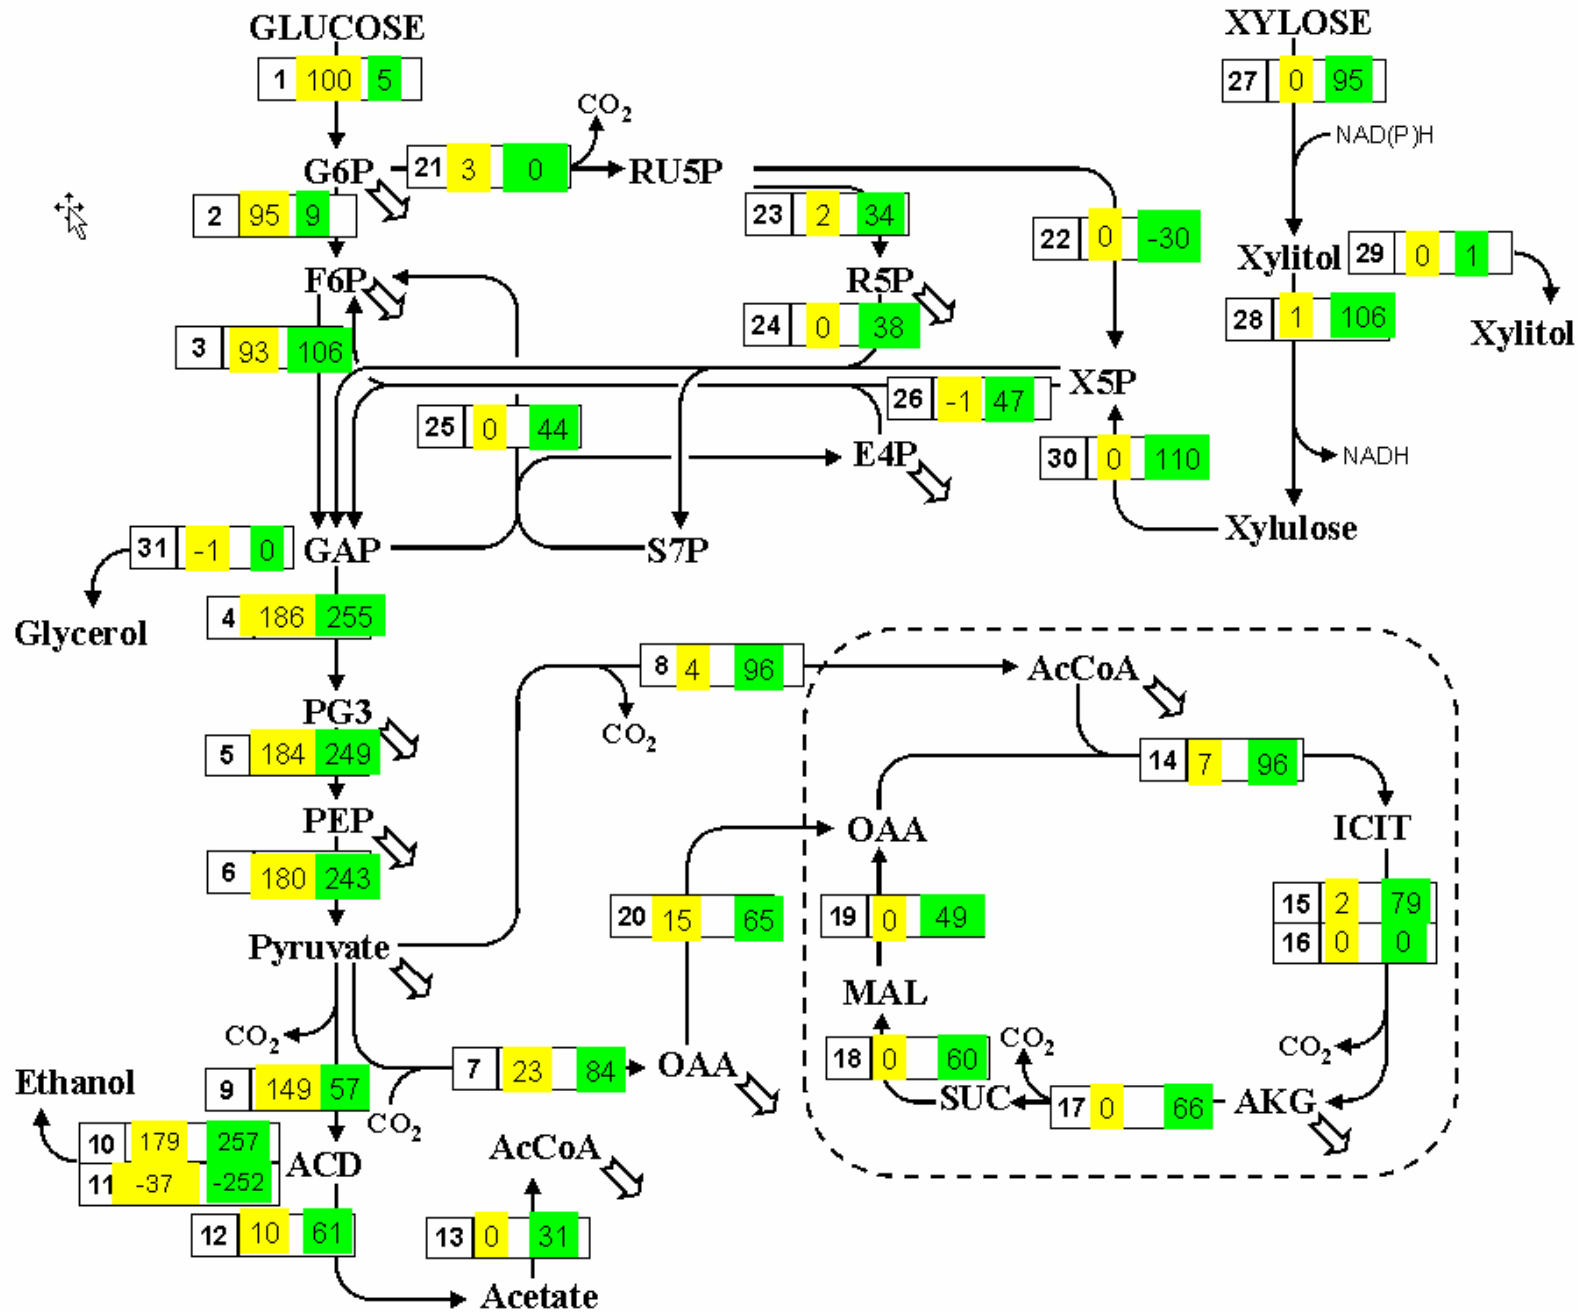 GLUCOSE
1 100 5
XYLOSE
27 0 95
CO2
NAD(P)H
G6P
21 3 0
RU5P
2 95 9
23 2 34
22 0 -30
Xylitol
29 0 1
F6P
R5P
28 1 106
Xylitol
24 0 38
3 93 106
X5P
26 -1 47
25 0 44
E4P
30 0 110
NADH
Xylulose
31 -1 0
GAP
S7P
Glycerol
4 186 255
8 4 96
AcCoA
PG3
CO2
5 184 249
14 7 96
PEP
OAA
ICIT
6 180 243
20 15 65
19 0 49
15 2 79
16 0 0
Pyruvate
MAL
CO2
CO2
CO2
18 0 60
7 23 84
OAA
Ethanol
9 149 57
SUC
17 0 66
AKG
CO2
10 179 257
11 -37 -252
ACD
AcCoA
12 10 61
13 0 31
Acetate